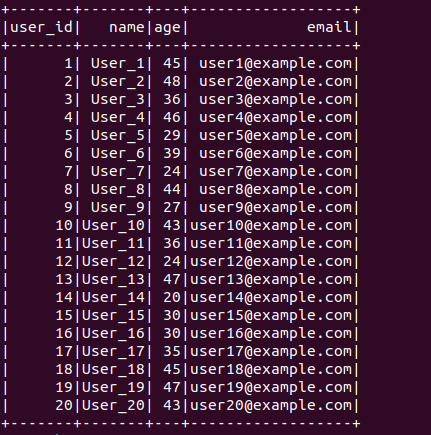 +-------+-------+---+------------------+
|user_id|   name|age|             email|
+-------+-------+---+------------------+
|      1| User_1| 45| user1@example.com|
|      2| User_2| 48| user2@example.com|
|      3| User_3| 36| user3@example.com|
|      4| User_4| 46| user4@example.com|
|      5| User_5| 29| user5@example.com|
|      6| User_6| 39| user6@example.com|
|      7| User_7| 24| user7@example.com|
|      8| User_8| 44| user8@example.com|
|      9| User_9| 27| user9@example.com|
|     10|User_10| 43|user10@example.com|
|     11|User_11| 36|user11@example.com|
|     12|User_12| 24|user12@example.com|
|     13|User_13| 47|user13@example.com|
|     14|User_14| 20|user14@example.com|
|     15|User_15| 30|user15@example.com|
|     16|User_16| 30|user16@example.com|
|     17|User_17| 35|user17@example.com|
|     18|User_18| 45|user18@example.com|
|     19|User_19| 47|user19@example.com|
|     20|User_20| 43|user20@example.com|
+-------+-------+---+------------------+